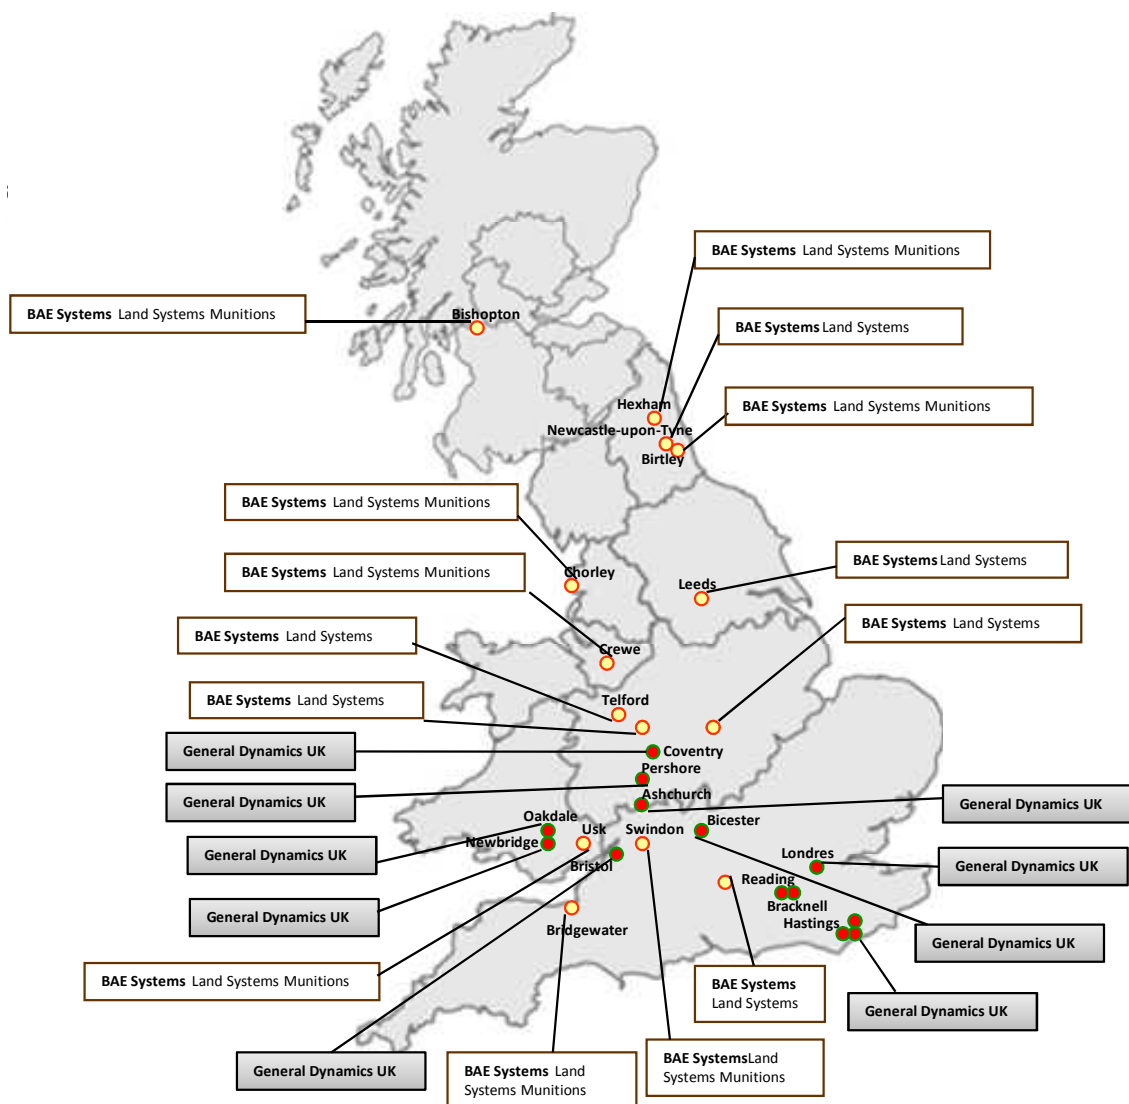 BAE Systems Land Systems Munitions
BAE Systems Land Systems Munitions
Bishopton
BAE Systems Land Systems
BAE Systems Land Systems Munitions
Hexham
Newcastle-upon-Tyne
Birtley
BAE Systems Land Systems Munitions
BAE Systems Land Systems
BAE Systems Land Systems Munitions
Chorley
Leeds
BAE Systems Land Systems
BAE Systems Land Systems
Crewe
BAE Systems Land Systems
Telford
General Dynamics UK
Coventry
Pershore
General Dynamics UK
Ashchurch
General Dynamics UK
Oakdale
Bicester
Usk
Swindon
Newbridge
General Dynamics UK
Bristol
Londres
General Dynamics UK
Reading
Bracknell
General Dynamics UK
Hastings
Bridgewater
General Dynamics UK
BAE Systems Land Systems Munitions
BAE Systems
Land Systems
General Dynamics UK
General Dynamics UK
BAE Systems Land
Systems Munitions
BAE SystemsLand
Systems Munitions